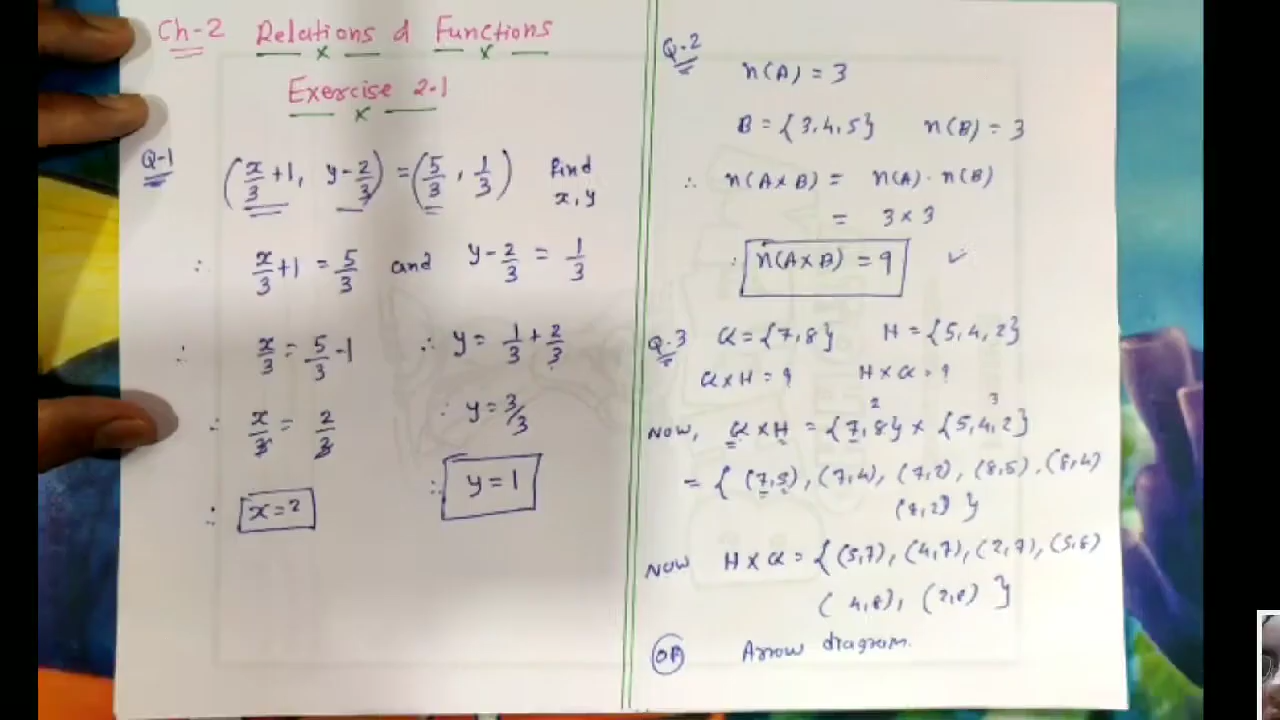 Ch-2 Relations & Functions
Exercise 2.1
Q-1 (x/3 + 1, y - 2/3) = (5/3, 1/3) find x, y
∴ x/3 + 1 = 5/3 and y - 2/3 = 1/3
∴ x/3 = 5/3 - 1 ∴ y = 1/3 + 2/3
∴ x/3 = 2/3 ∴ y = 3/3
∴ x = 2 ∴ y = 1
Q-2
n(A) = 3
B = {3,4,5} n(B) = 3
∴ n(A×B) = n(A) · n(B)
= 3 × 3
∴ n(A×B) = 9 ✓
Q-3 G = {7,8} H = {5,4,2}
G×H = ? H×G = ?
2 3
NOW, G×H = {7,8} × {5,4,2}
= { (7,5), (7,4), (7,2), (8,5), (8,4)
(8,2) }
NOW H×G = { (5,7), (4,7), (2,7), (5,8)
(4,8), (2,8) }
OR Arrow diagram.